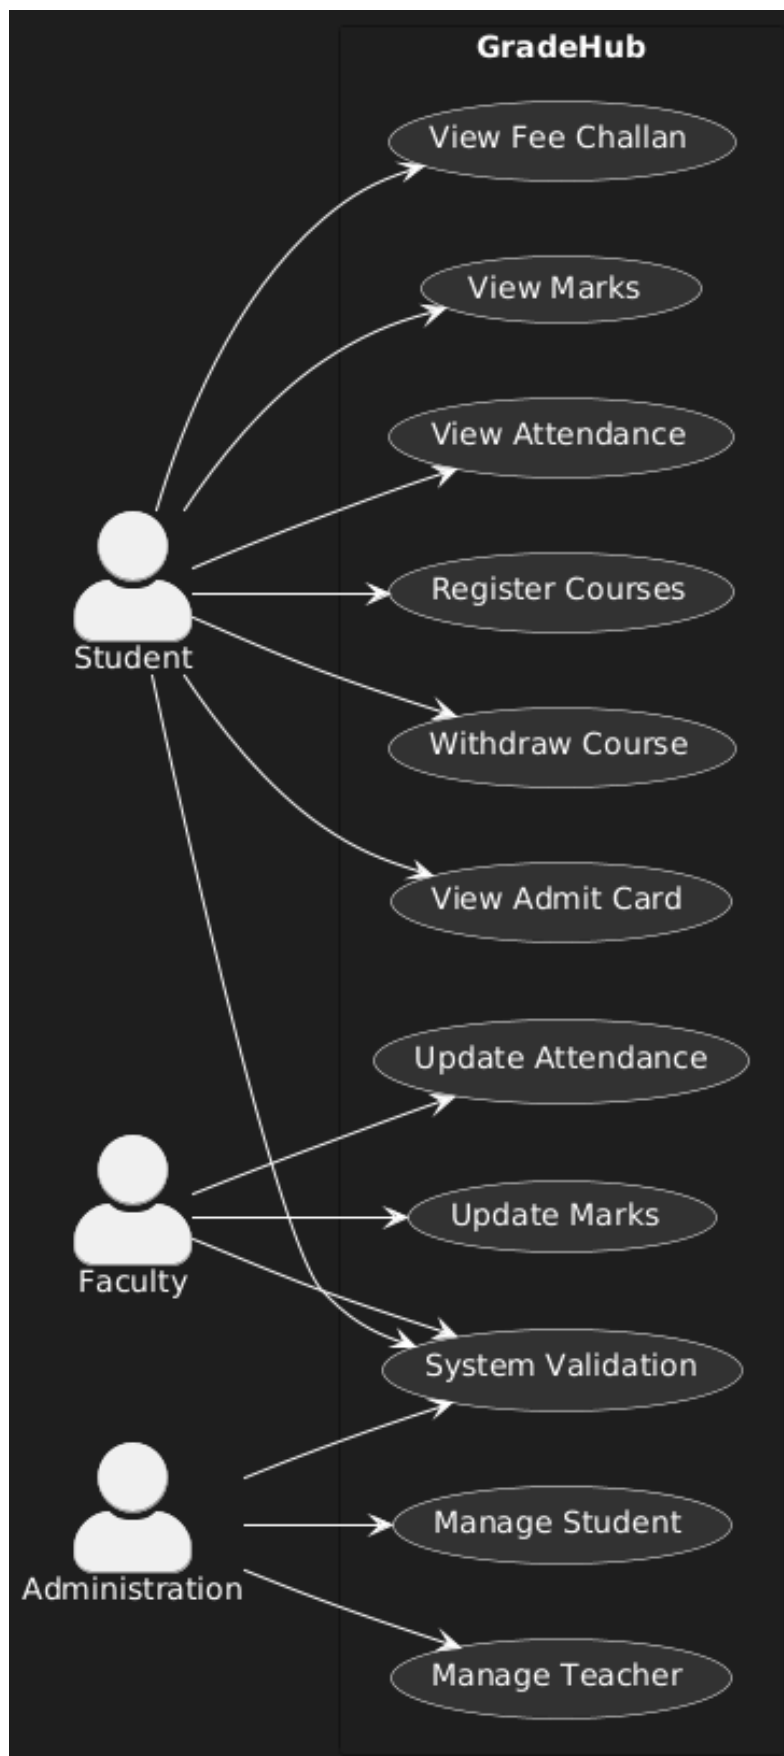 GradeHub
View Fee Challan
View Marks
View Attendance
Register Courses
Student
Withdraw Course
View Admit Card
Update Attendance
Update Marks
Faculty
System Validation
Manage Student
Administration
Manage Teacher